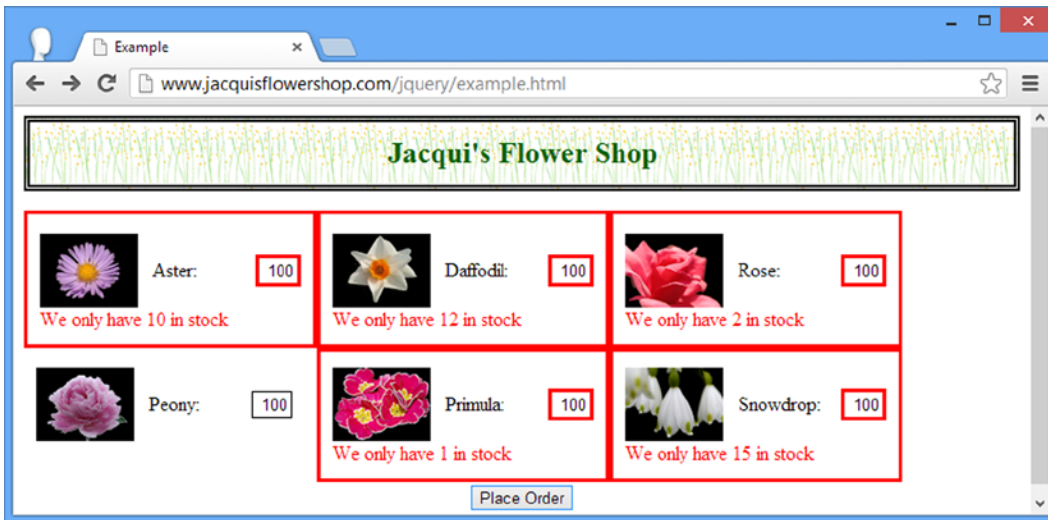 Example
www.jacquisflowershop.com/jquery/example.html
Jacqui's Flower Shop
Aster: 100
We only have 10 in stock
Daffodil: 100
We only have 12 in stock
Rose: 100
We only have 2 in stock
Peony: 100
Primula: 100
We only have 1 in stock
Snowdrop: 100
We only have 15 in stock
Place Order